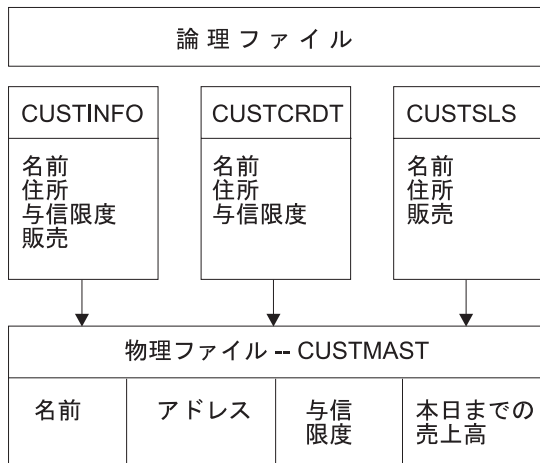 論理ファイル
CUSTINFO
名前
住所
与信限度
販売
CUSTCRDT
名前
住所
与信限度
CUSTSLS
名前
住所
販売
物理ファイル -- CUSTMAST
名前
アドレス
与信
限度
本日までの
売上高